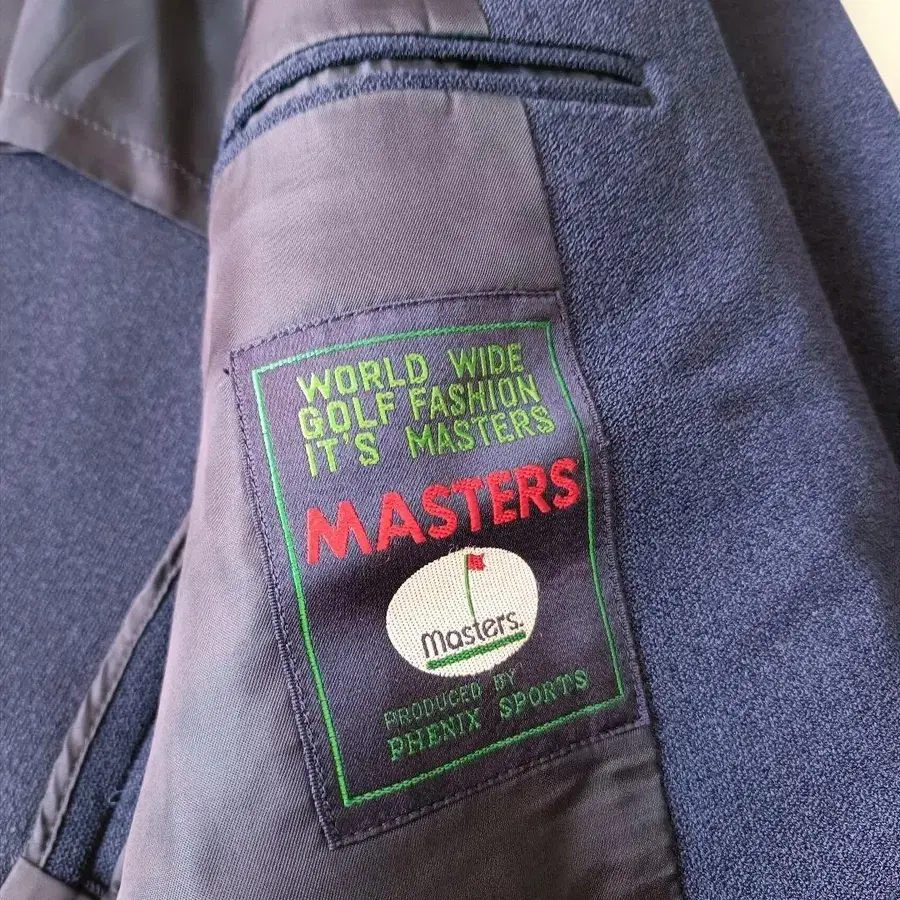 WORLD WIDE
GOLF FASHION
IT'S MASTERS
MASTERS
Masters.
PRODUCED BY
PHENIX SPORTS